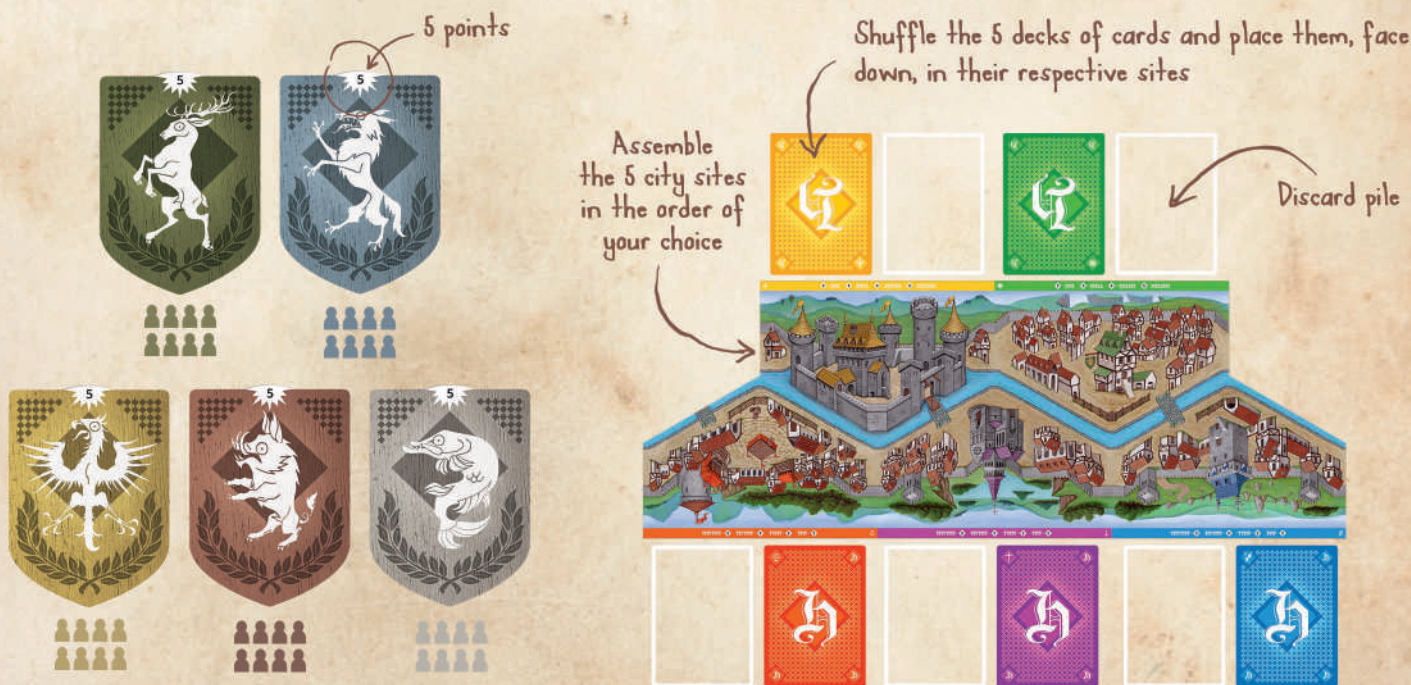 5 points
5
5
Shuffle the 5 decks of cards and place them, face
down, in their respective sites
Assemble
the 5 city sites
in the order of
your choice
Discard pile
5
5
5